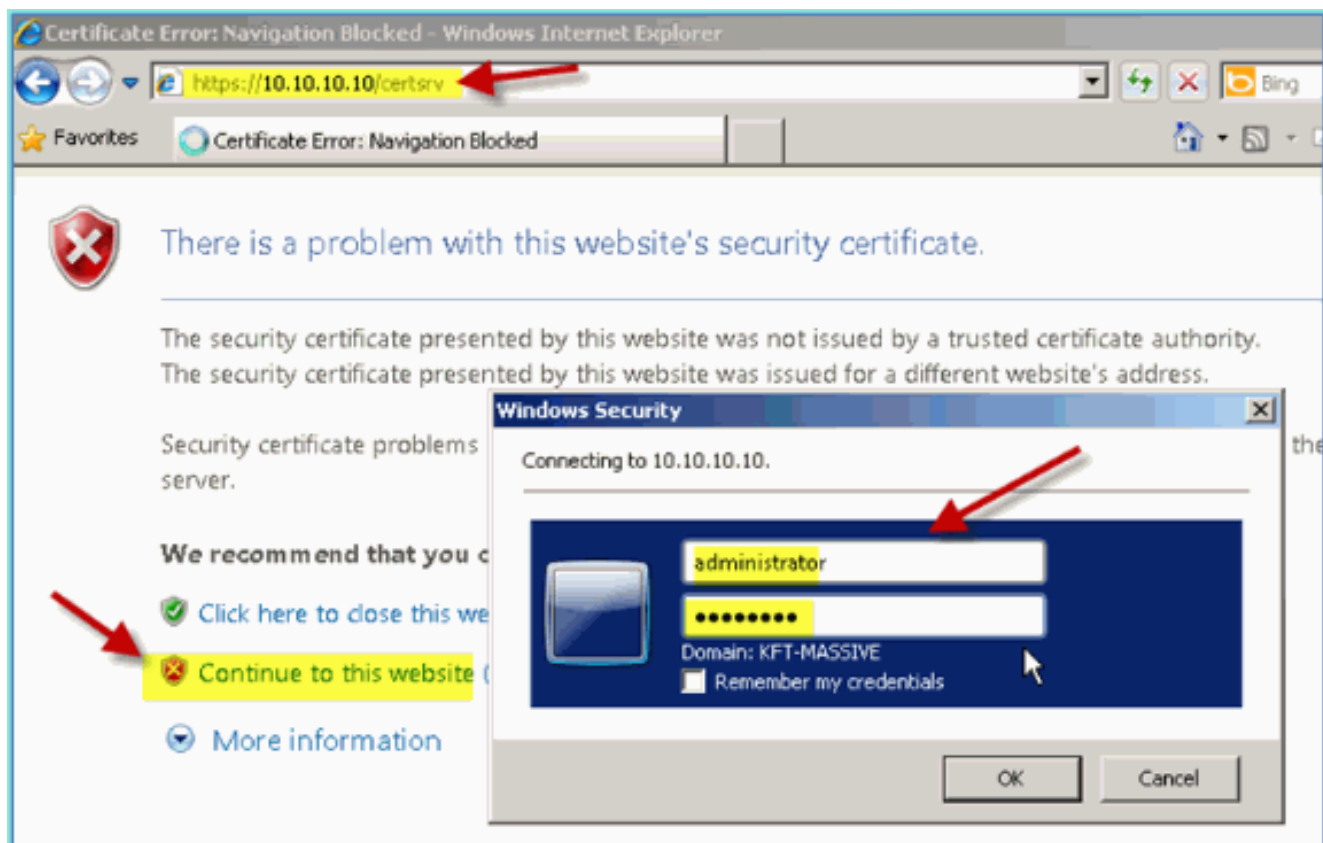 Certificate Error: Navigation Blocked - Windows Internet Explorer
https://10.10.10.10/certsrv
Bing
Favorites
Certificate Error: Navigation Blocked
There is a problem with this website's security certificate.
The security certificate presented by this website was not issued by a trusted certificate authority.
The security certificate presented by this website was issued for a different website's address.
Security certificate problems
the
server.
We recommend that you c
Click here to close this we
Continue to this website (
More information
Windows Security
Connecting to 10.10.10.10.
administrator
••••••••
Domain: KFT-MASSIVE
Remember my credentials
OK
Cancel